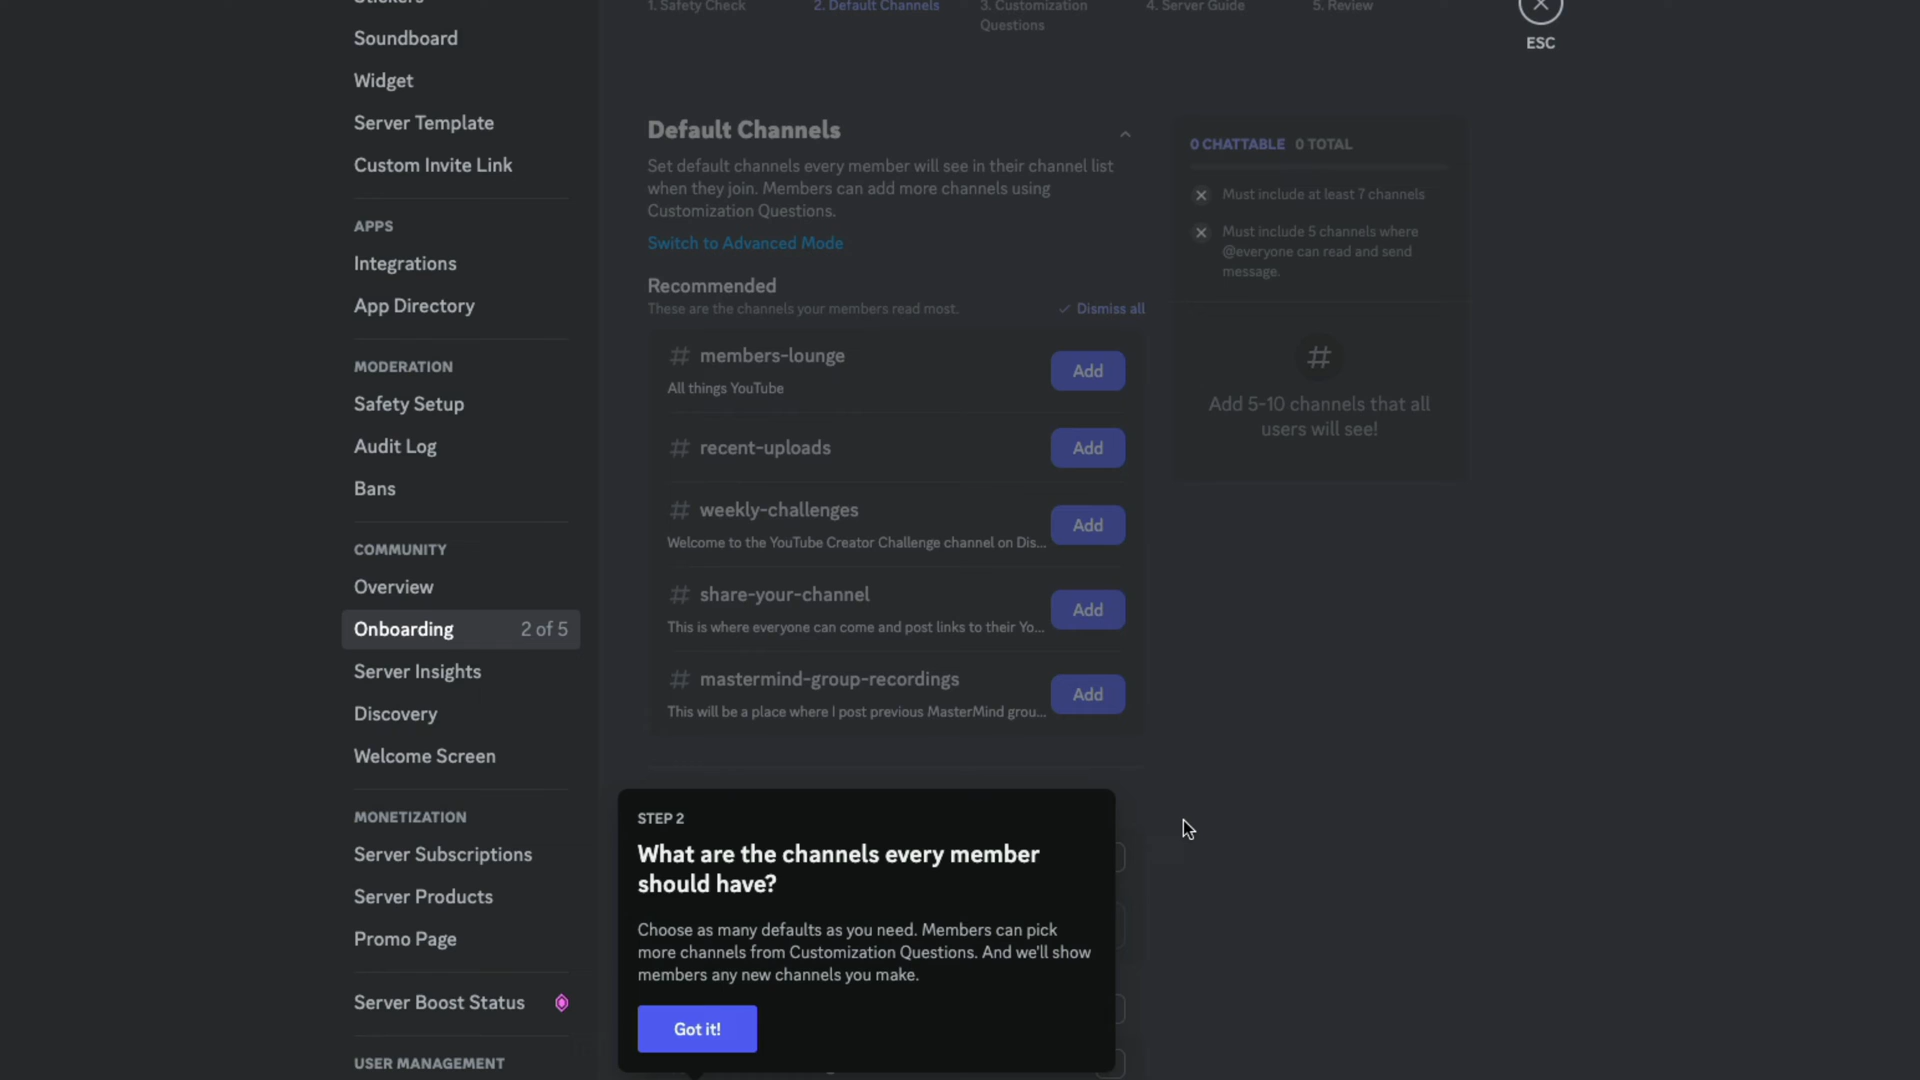 Stickers
Soundboard
Widget
Server Template
Custom Invite Link
APPS
Integrations
App Directory
MODERATION
Safety Setup
Audit Log
Bans
COMMUNITY
Overview
Onboarding 2 of 5
Server Insights
Discovery
Welcome Screen
MONETIZATION
Server Subscriptions
Server Products
Promo Page
Server Boost Status
USER MANAGEMENT
1. Safety Check
2. Default Channels
3. Customization
Questions
4. Server Guide
5. Review
ESC
Default Channels
Set default channels every member will see in their channel list
when they join. Members can add more channels using
Customization Questions.
Switch to Advanced Mode
Recommended
These are the channels your members read most.
Dismiss all
# members-lounge
All things YouTube
Add
# recent-uploads
Add
# weekly-challenges
Welcome to the YouTube Creator Challenge channel on Dis...
Add
# share-your-channel
This is where everyone can come and post links to their Yo...
Add
# mastermind-group-recordings
This will be a place where I post previous MasterMind grou...
Add
0 CHATTABLE 0 TOTAL
Must include at least 7 channels
Must include 5 channels where
@everyone can read and send
message.
#
Add 5-10 channels that all
users will see!
STEP 2
What are the channels every member
should have?
Choose as many defaults as you need. Members can pick
more channels from Customization Questions. And we'll show
members any new channels you make.
Got it!